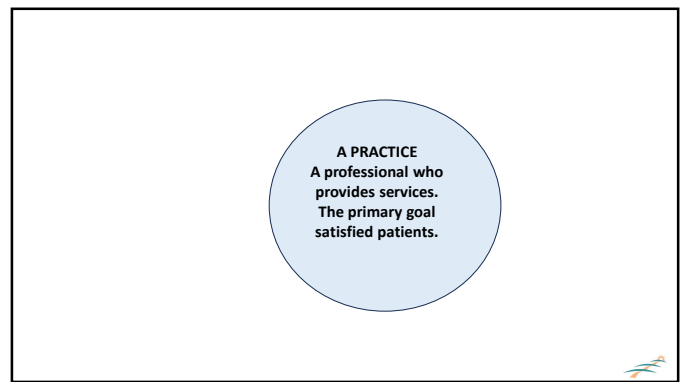 A PRACTICE
A professional who
provides services.
The primary goal
satisfied patients.